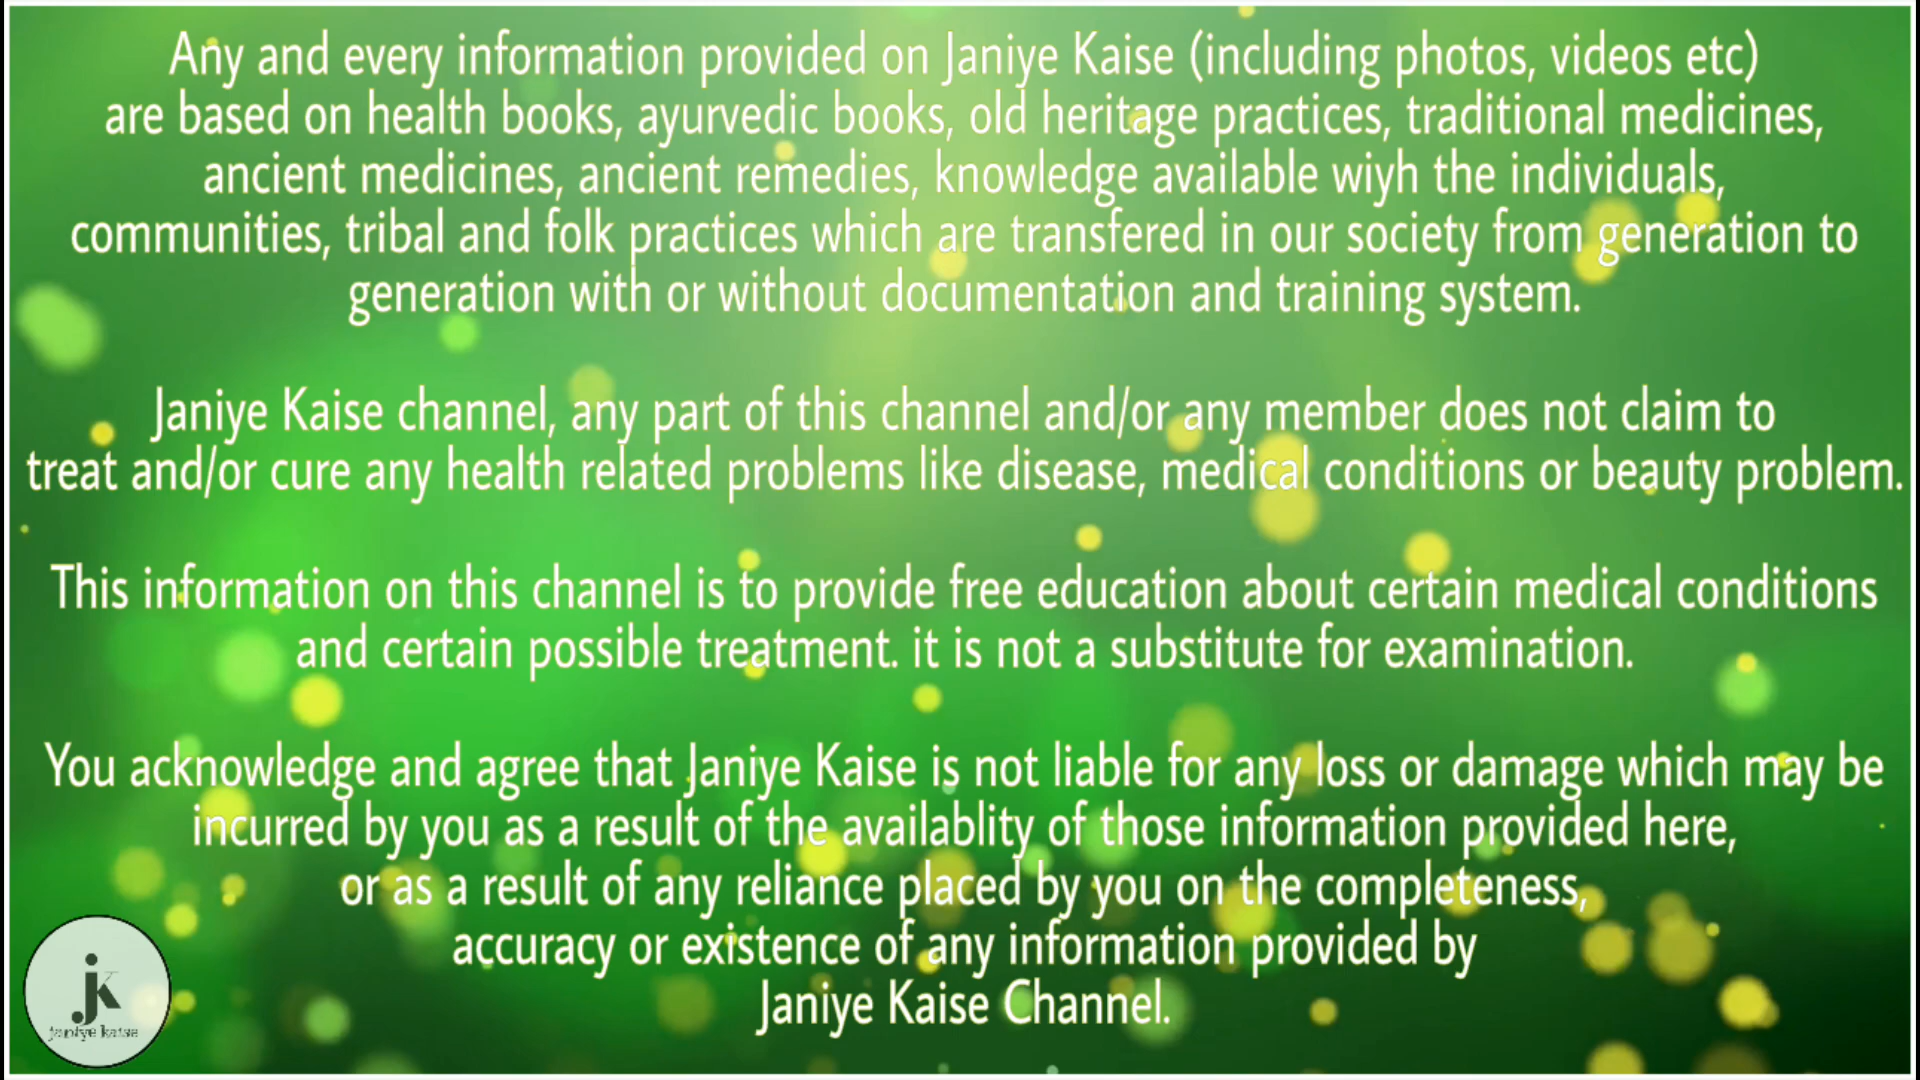 Any and every information provided on Janiye Kaise (including photos, videos etc)
are based on health books, ayurvedic books, old heritage practices, traditional medicines,
ancient medicines, ancient remedies, knowledge available wiyh the individuals,
communities, tribal and folk practices which are transfered in our society from generation to
generation with or without documentation and training system.
Janiye Kaise channel, any part of this channel and/or any member does not claim to
treat and/or cure any health related problems like disease, medical conditions or beauty problem.
This information on this channel is to provide free education about certain medical conditions
and certain possible treatment. it is not a substitute for examination.
You acknowledge and agree that Janiye Kaise is not liable for any loss or damage which may be
incurred by you as a result of the availablity of those information provided here,
or as a result of any reliance placed by you on the completeness,
accuracy or existence of any information provided by
Janiye Kaise Channel.
jk
janiye kaise